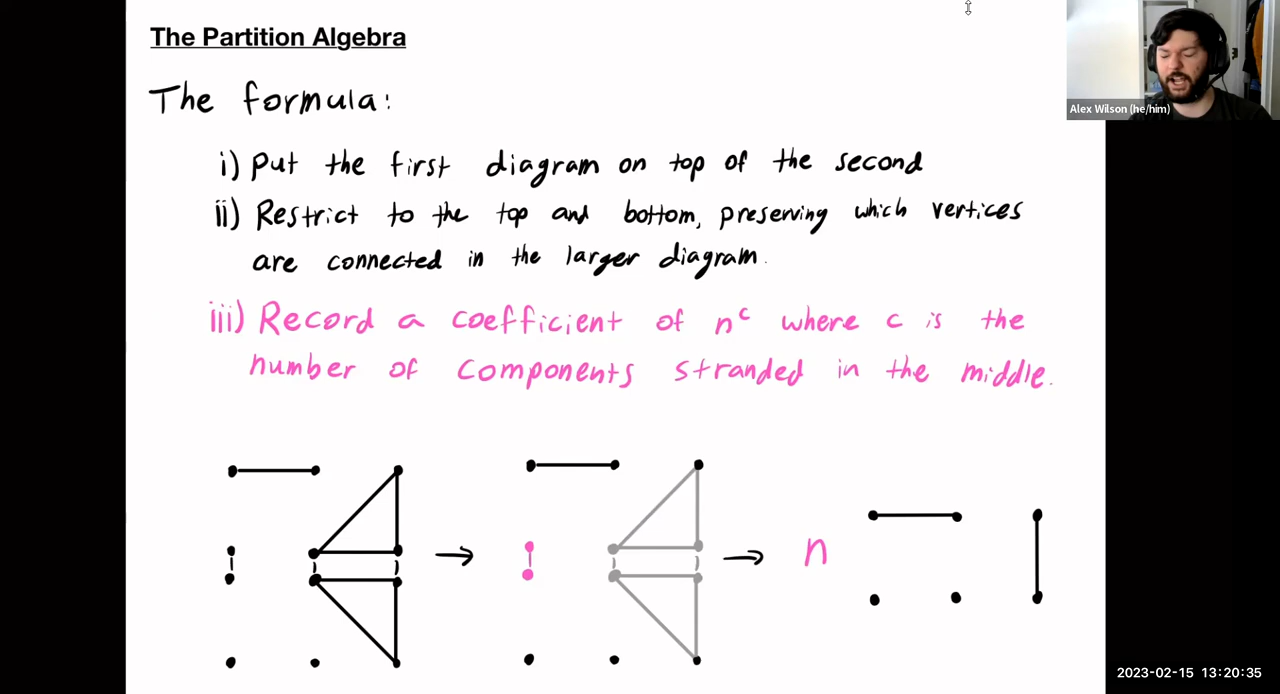 The Partition Algebra
The formula:
i) Put the first diagram on top of the second
ii) Restrict to the top and bottom, preserving which vertices
are connected in the larger diagram.
iii) Record a coefficient of n^c where c is the
number of components stranded in the middle.
n
Alex Wilson (he/him)
2023-02-15 13:20:35